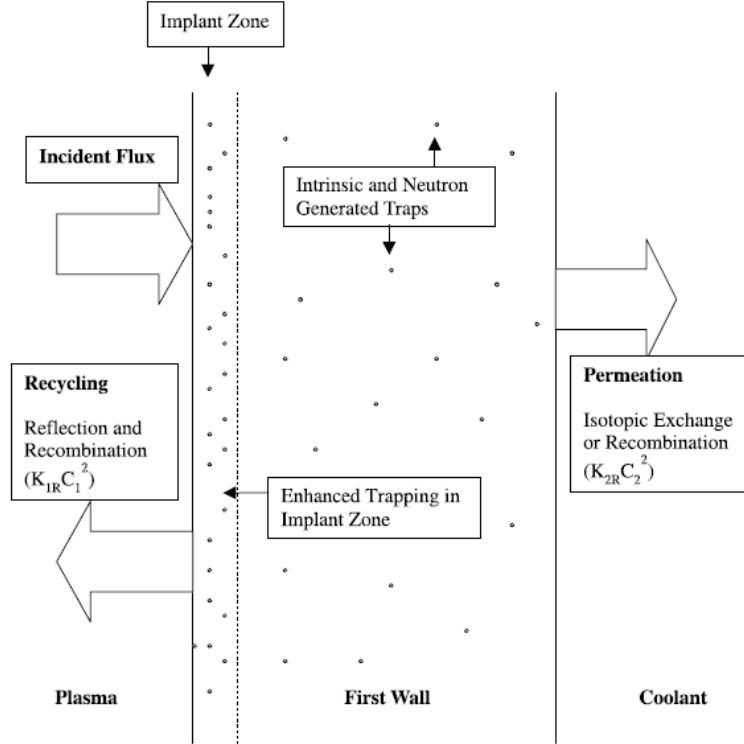 Implant Zone
Incident Flux
Intrinsic and Neutron
Generated Traps
Recycling
Reflection and
Recombination
(K₁RC₁²)
Permeation
Isotopic Exchange
or Recombination
(K₂RC₂²)
Enhanced Trapping in
Implant Zone
Plasma
First Wall
Coolant